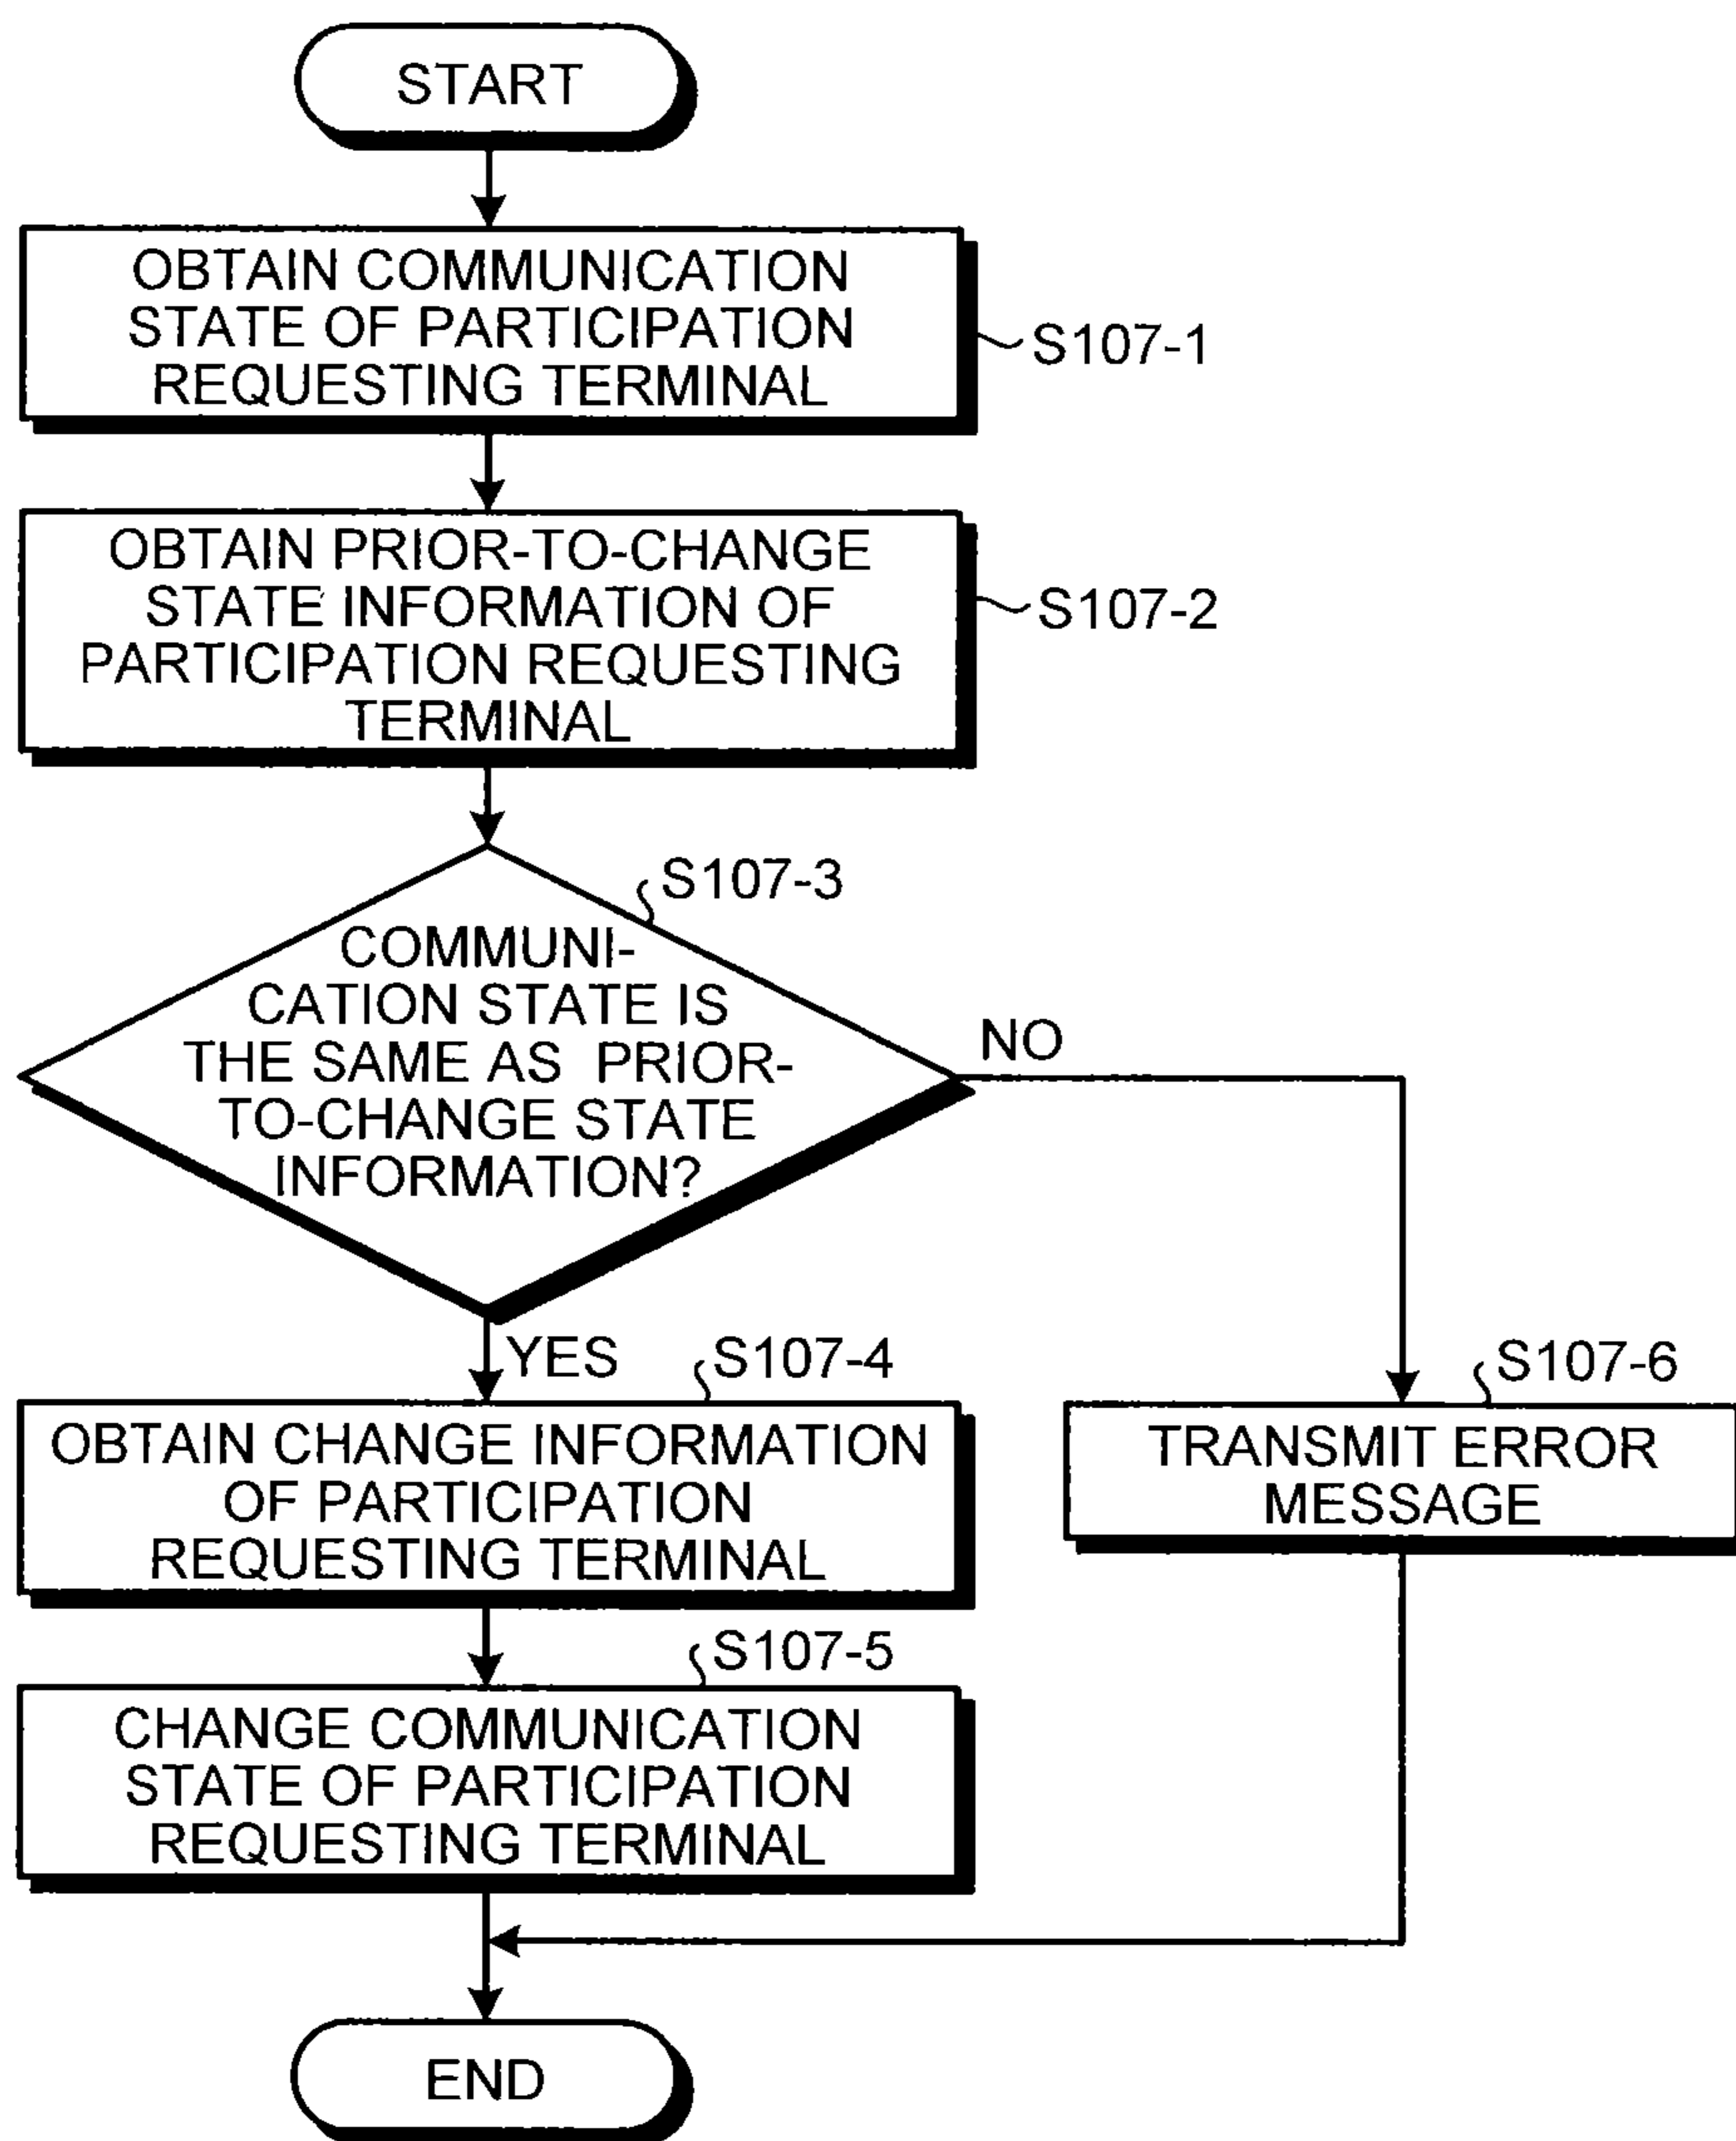 START
OBTAIN COMMUNICATION
STATE OF PARTICIPATION
REQUESTING TERMINAL
S107-1
OBTAIN PRIOR-TO-CHANGE
STATE INFORMATION OF
PARTICIPATION REQUESTING
TERMINAL
S107-2
S107-3
COMMUNI-
CATION STATE IS
THE SAME AS PRIOR-
TO-CHANGE STATE
INFORMATION?
NO
YES
S107-4
OBTAIN CHANGE INFORMATION
OF PARTICIPATION
REQUESTING TERMINAL
S107-6
TRANSMIT ERROR
MESSAGE
S107-5
CHANGE COMMUNICATION
STATE OF PARTICIPATION
REQUESTING TERMINAL
END